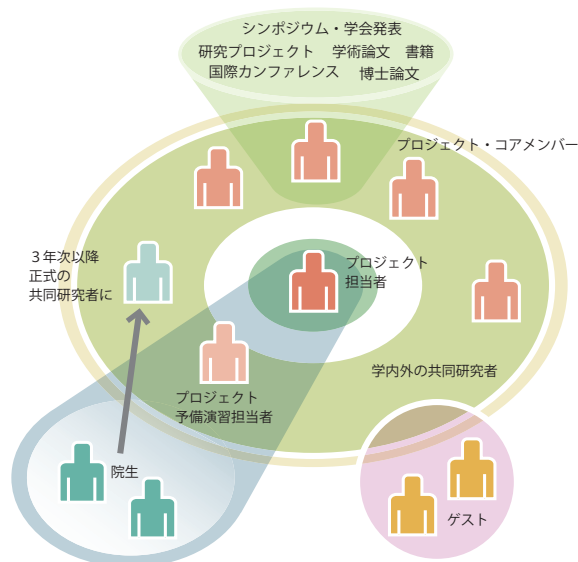 シンポジウム・学会発表
研究プロジェクト　学術論文　書籍
国際カンファレンス　博士論文
プロジェクト・コアメンバー
３年次以降
正式の
共同研究者に
プロジェクト
担当者
学内外の共同研究者
プロジェクト
予備演習担当者
院生
ゲスト